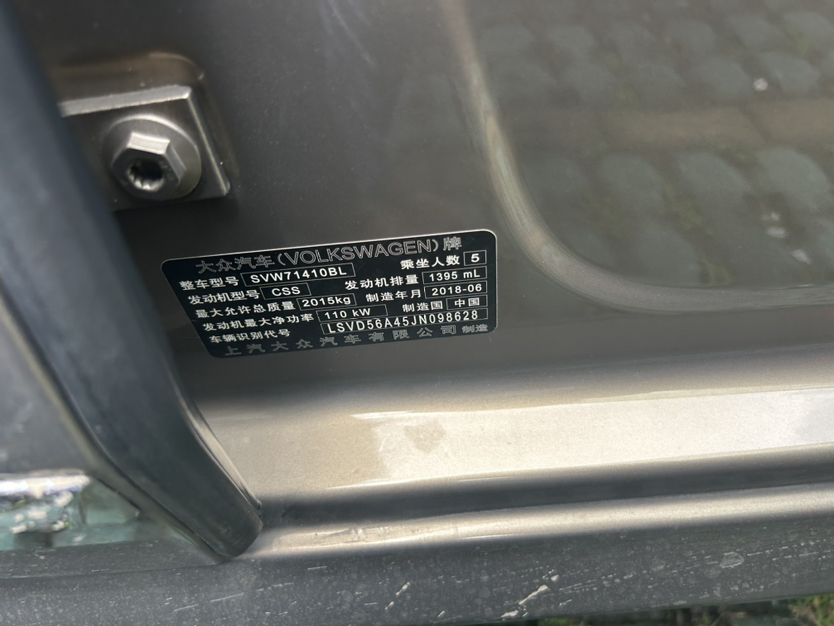 大众汽车(VOLKSWAGEN)牌
整车型号 SVW71410BL 乘坐人数 5
发动机型号 CSS 发动机排量 1395 mL
最大允许总质量 2015kg 制造年月 2018-06
发动机最大净功率 110 kW 制造国 中国
车辆识别代号 LSVD56A45JN098628
上汽大众汽车有限公司 制造